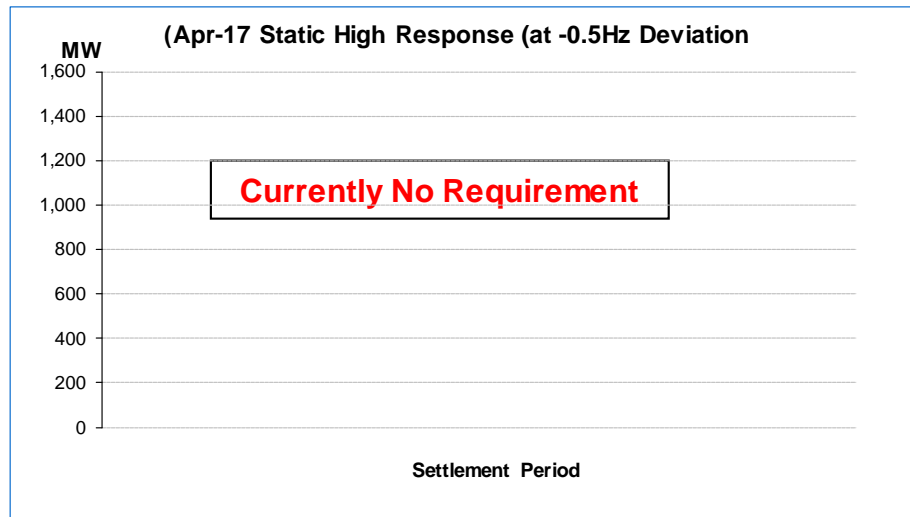 (Apr-17 Static High Response (at -0.5Hz Deviation
MW
1,600
1,400
1,200
1,000
800
600
400
200
0
Currently No Requirement
Settlement Period